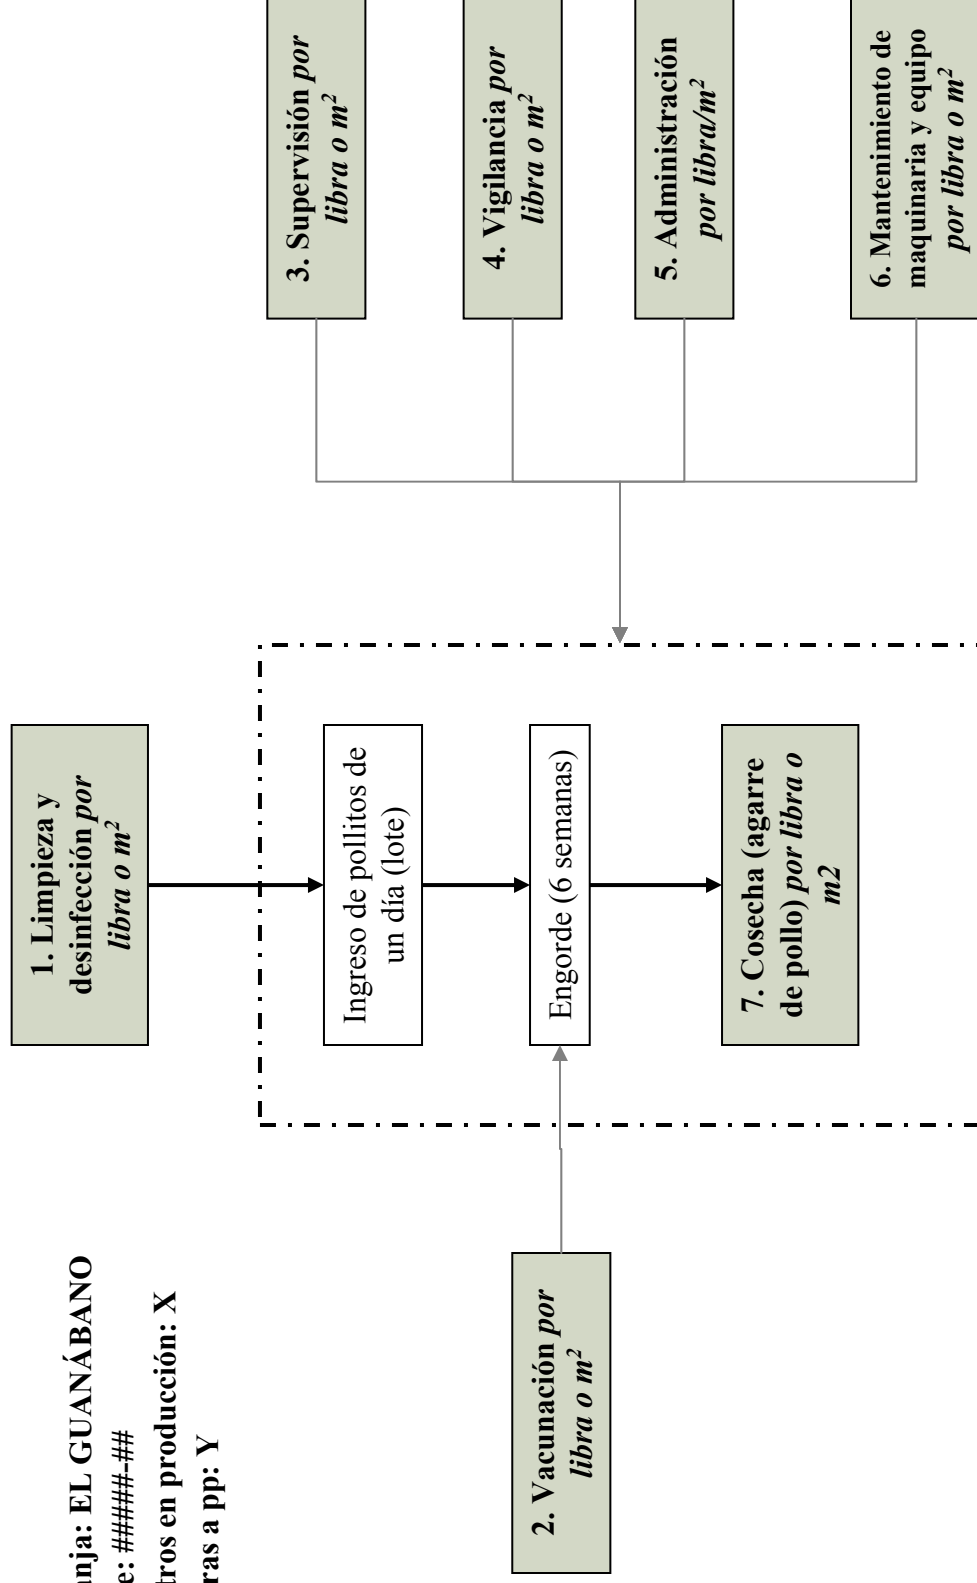 anja: EL GUANÁBANO
e: #####-##
tros en producción: X
ras a pp: Y
1. Limpieza y
desinfección por
libra o m²
2. Vacunación por
libra o m²
Ingreso de pollitos de
un día (lote)
Engorde (6 semanas)
7. Cosecha (agarre
de pollo) por libra o
m2
3. Supervisión por
libra o m²
4. Vigilancia por
libra o m²
5. Administración
por libra/m²
6. Mantenimiento de
maquinaria y equipo
por libra o m²